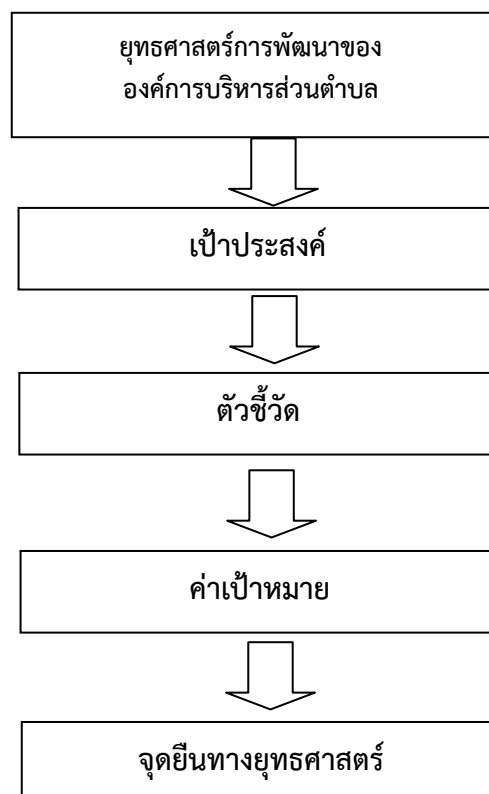 ยุทธศาสตร์การพัฒนาของ
องค์การบริหารส่วนตำบล
เป้าประสงค์
ตัวชี้วัด
ค่าเป้าหมาย
จุดยืนทางยุทธศาสตร์